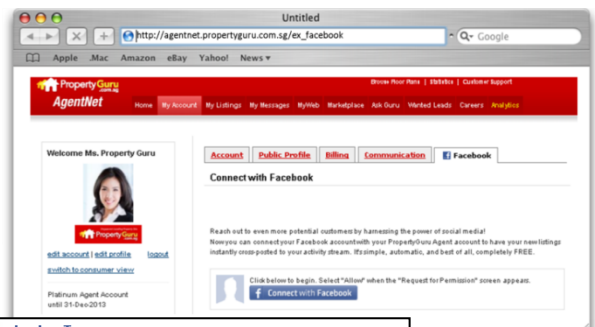 Untitled
http://agentnet.propertyguru.com.sg/ex_facebook
Google
Apple .Mac Amazon eBay Yahoo! News
PropertyGuru
.com.sg
Browse Floor Plans | Statistics | Customer Support
AgentNet
Home My Account My Listings My Messages MyWeb Marketplace Ask Guru Wanted Leads Careers Analytics
Welcome Ms. Property Guru
PropertyGuru
edit account | edit profile logout
switch to consumer view
Platinum Agent Account
until 31-Dec-2013
Account Public Profile Billing Communication Facebook
Connect with Facebook
Reach out to even more potential customers by harnessing the power of social media!
Now you can connect your Facebook account with your PropertyGuru Agent account to have your new listings
instantly cross-posted to your activity stream. It's simple, automatic, and best of all, completely FREE.
Click below to begin. Select "Allow" when the "Request for Permission" screen appears.
Connect with Facebook